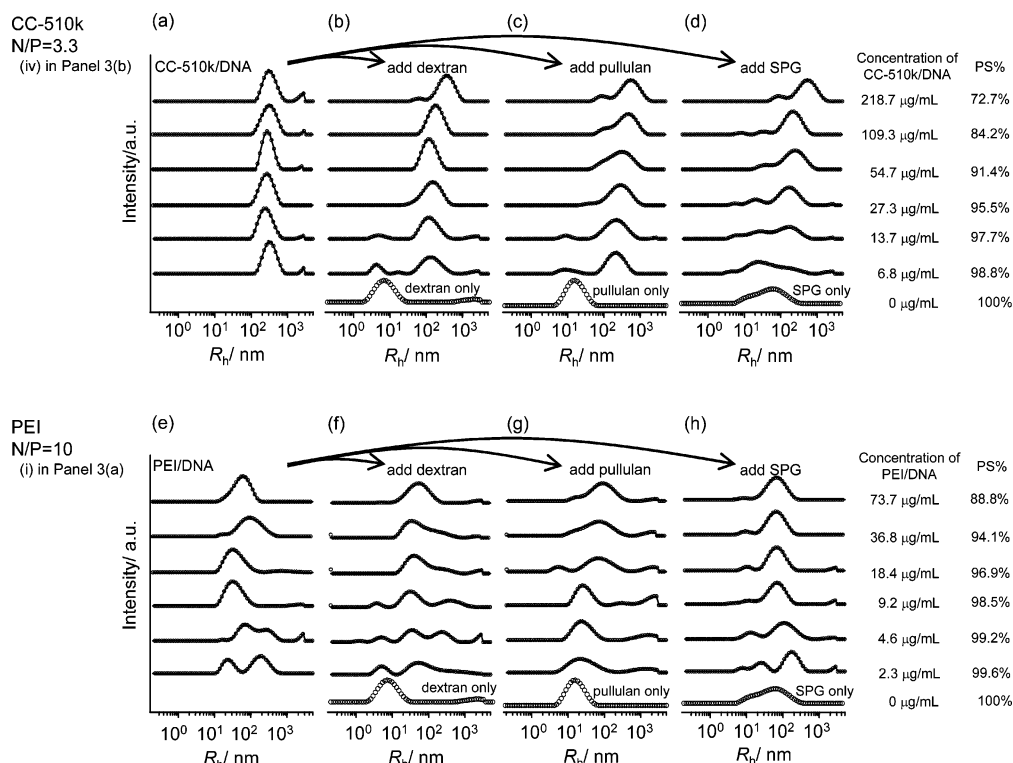 CC-510k
N/P=3.3
(iv) in Panel 3(b)
(a)
(b)
(c)
(d)
CC-510k/DNA
add dextran
add pullulan
add SPG
Concentration of
CC-510k/DNA
PS%
218.7 μg/mL
72.7%
109.3 μg/mL
84.2%
54.7 μg/mL
91.4%
27.3 μg/mL
95.5%
13.7 μg/mL
97.7%
6.8 μg/mL
98.8%
dextran only
pullulan only
SPG only
0 μg/mL
100%
Intensity/a.u.
10⁰ 10¹ 10² 10³
10⁰ 10¹ 10² 10³
10⁰ 10¹ 10² 10³
10⁰ 10¹ 10² 10³
Rh/ nm
Rh/ nm
Rh/ nm
Rh/ nm
PEI
N/P=10
(i) in Panel 3(a)
(e)
(f)
(g)
(h)
PEI/DNA
add dextran
add pullulan
add SPG
Concentration of
PEI/DNA
PS%
73.7 μg/mL
88.8%
36.8 μg/mL
94.1%
18.4 μg/mL
96.9%
9.2 μg/mL
98.5%
4.6 μg/mL
99.2%
2.3 μg/mL
99.6%
dextran only
pullulan only
SPG only
0 μg/mL
100%
Intensity/ a.u.
10⁰ 10¹ 10² 10³
10⁰ 10¹ 10² 10³
10⁰ 10¹ 10² 10³
10⁰ 10¹ 10² 10³
Rh/ nm
Rh/ nm
Rh/ nm
Rh/ nm